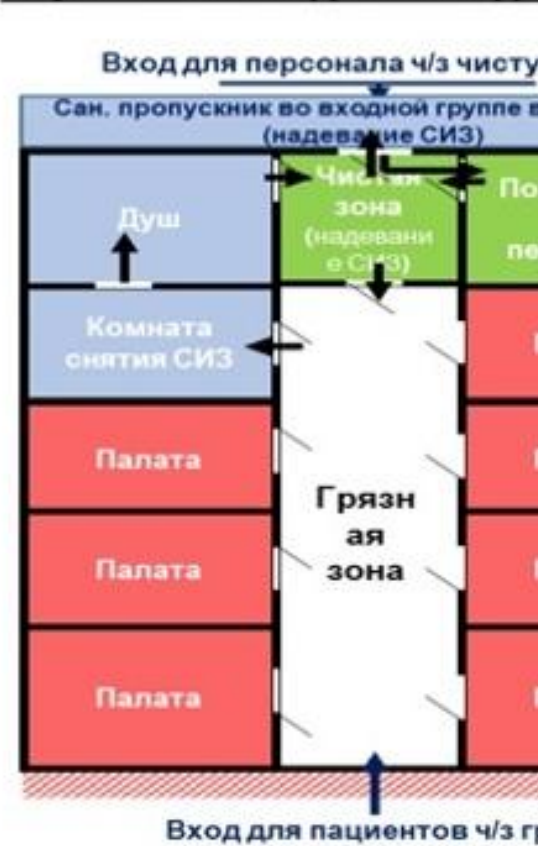 Вход для персонала ч/з чисту
Сан. пропускник во входной группе в
(надевание СИЗ)
Душ
Чистая
зона
(надевани
е СИЗ)
По
пе
Комната
снятия СИЗ
Палата
Грязн
ая
зона
Палата
Палата
Вход для пациентов ч/з гр